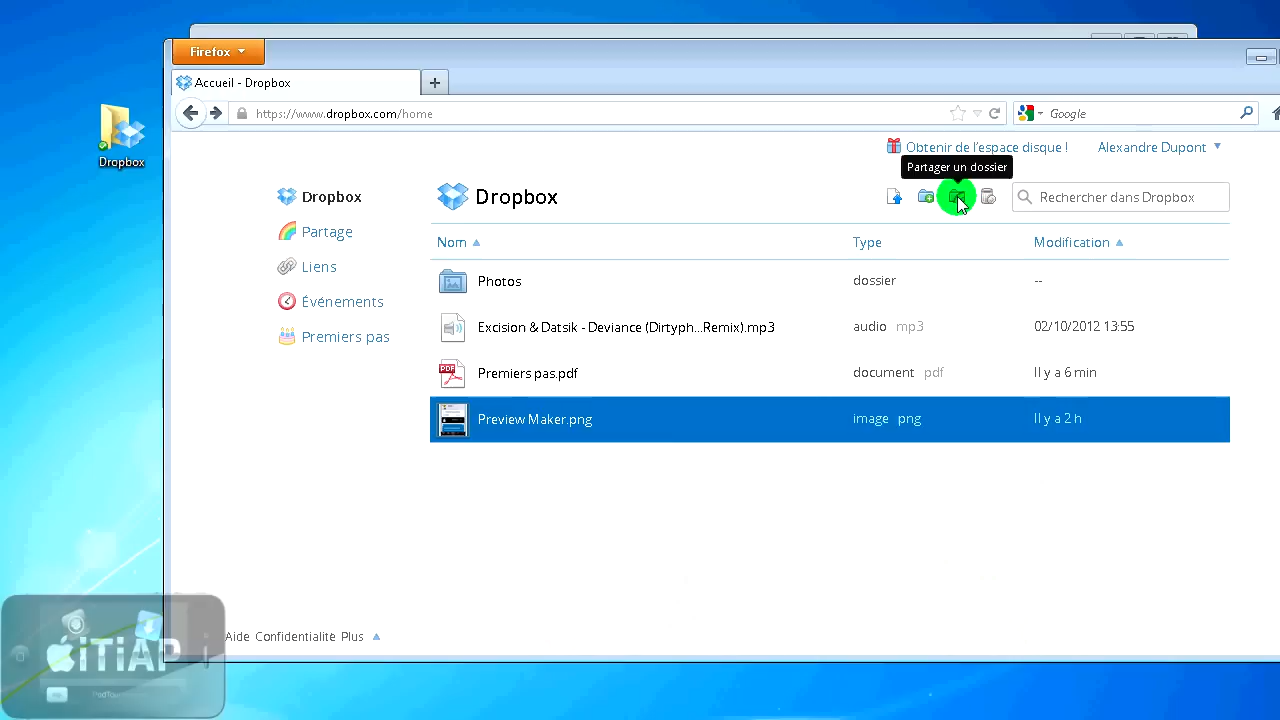 Firefox
Accueil - Dropbox
https://www.dropbox.com/home
Google
Dropbox
Obtenir de l'espace disque !
Alexandre Dupont
Partager un dossier
Dropbox
Partage
Liens
Événements
Premiers pas
Dropbox
Rechercher dans Dropbox
Nom Type Modification
Photos dossier --
Excision & Datsik - Deviance (Dirtyph...Remix).mp3 audio mp3 02/10/2012 13:55
Premiers pas.pdf document pdf Il y a 6 min
Preview Maker.png image png Il y a 2 h
Aide Confidentialité Plus
iTiAP